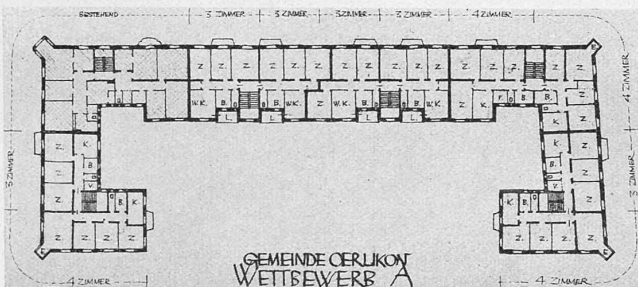 BESTEHEND 3 ZIMMER 3 ZIMMER 3 ZIMMER 3 ZIMMER 4 ZIMMER
Z. Z. Z. Z. Z. Z. Z. Z. Z. Z. Z. Z. Z. Z.
W.K. B. B. W.K. Z. W.K. B. B. W.K. Z. K. B. B. Z.
L. L. L. L.
K. K.
4 ZIMMER
3 ZIMMER
3 ZIMMER
Z. K. K. Z.
Z. B. B. Z.
Z. Z.
B. K. K. B.
Z. Z. Z. Z. Z. Z. Z. Z.
E E E
GEMEINDE OERLIKON
WETTBEWERB A
4 ZIMMER 4 ZIMMER